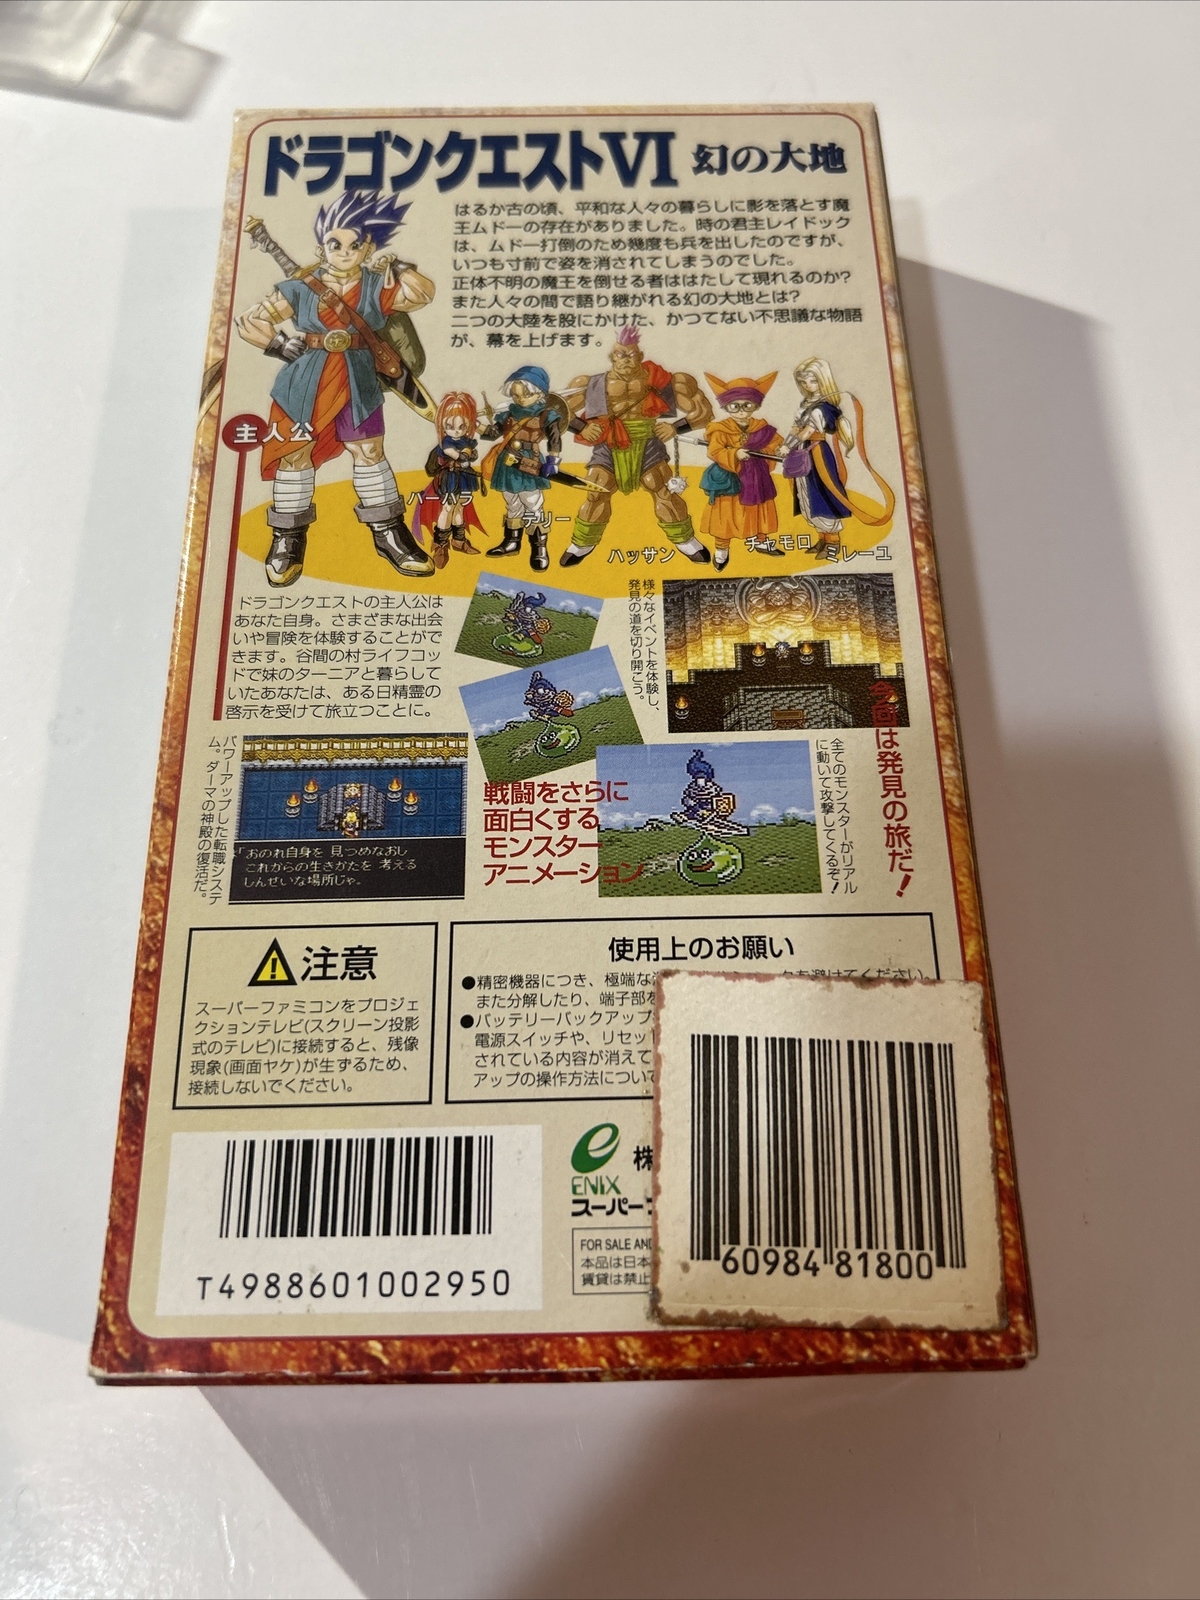 ドラゴンクエストVI 幻の大地
はるか古の頃、平和な人々の暮らしに影を落とす魔
王ムドーの存在がありました。時の君主レイドック
は、ムドー打倒のため幾度も兵を出したのですが、
いつも寸前で姿を消されてしまうのでした。
正体不明の魔王を倒せる者ははたして現れるのか?
また人々の間で語り継がれる幻の大地とは?
二つの大陸を股にかけた、かつてない不思議な物語
が、幕を上げます。
主人公
バーバラ
テリー
ハッサン
チャモロ
ミレーユ
ドラゴンクエストの主人公は
あなた自身。さまざまな出会
いや冒険を体験することがで
きます。谷間の村ライフコッ
ドで妹のターニアと暮らして
いたあなたは、ある日精霊の
啓示を受けて旅立つことに。
様々なイベントを体験し、
発見の道を切り開こう。
今回は発見の旅だ!
パワーアップした転職システ
ム。ダーマの神殿の復活だ。
「おのれ自身を 見つめなおし
これからの生きかたを 考える
しんせいな場所じゃ。
戦闘をさらに
面白くする
モンスター
アニメーション
全てのモンスターがリアル
に動いて攻撃してくるぞ!
注意
スーパーファミコンをプロジェ
クションテレビ(スクリーン投影
式のテレビ)に接続すると、残像
現象(画面ヤケ)が生ずるため、
接続しないでください。
使用上のお願い
●精密機器につき、極端な
を避けてください。
また分解したり、端子部を
●バッテリーバックアップ
電源スイッチや、リセッ
されている内容が消えて
アップの操作方法について
T4988601002950
ENIX
株
スーパー
FOR SALE AND
本品は日本
賃貸は禁止
60984 81800